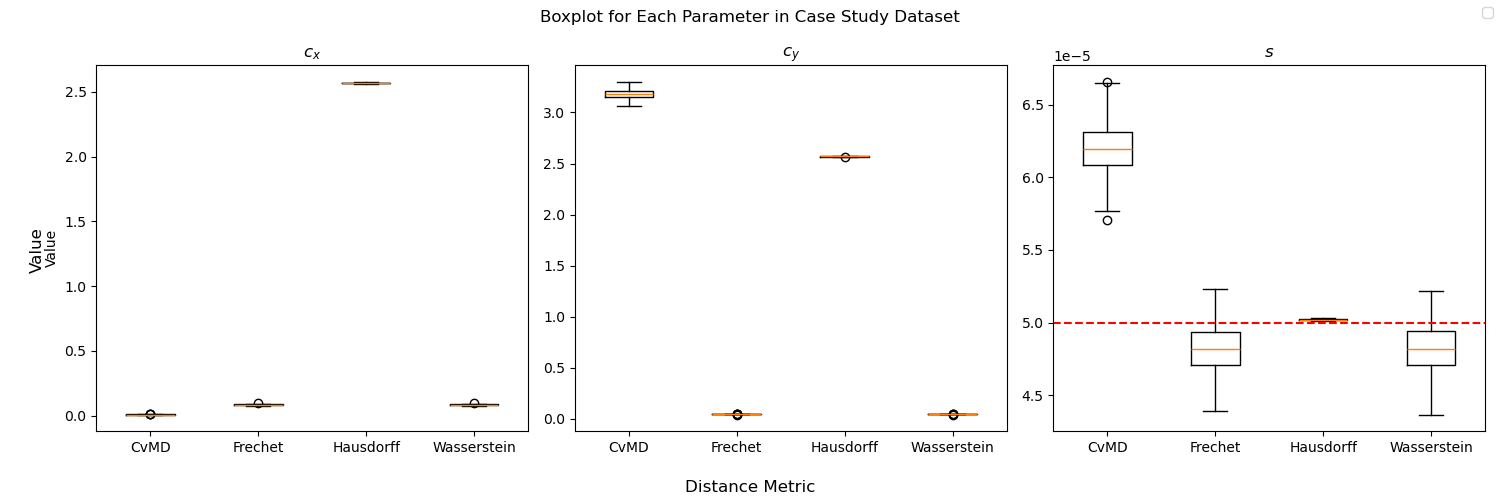 Boxplot for Each Parameter in Case Study Dataset
c_x
2.5
2.0
1.5
1.0
0.5
0.0
Value
Value
CvMD Frechet Hausdorff Wasserstein
c_y
3.0
2.5
2.0
1.5
1.0
0.5
0.0
CvMD Frechet Hausdorff Wasserstein
1e−5
s
6.5
6.0
5.5
5.0
4.5
CvMD Frechet Hausdorff Wasserstein
Distance Metric